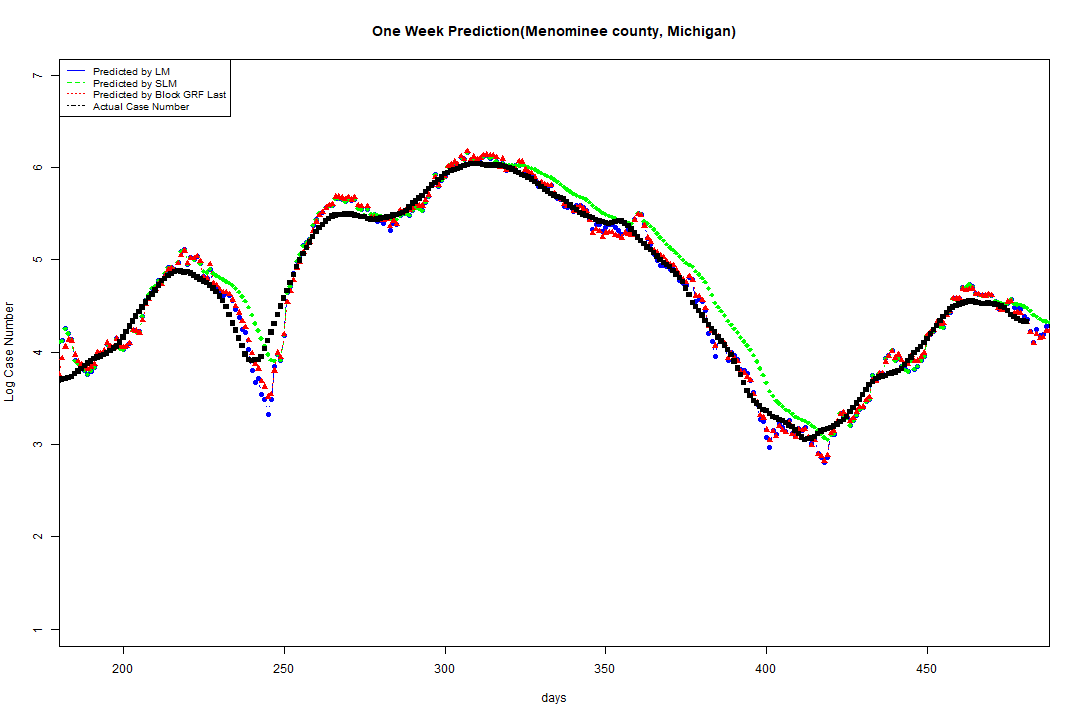 One Week Prediction(Menominee county, Michigan)
Predicted by LM
Predicted by SLM
Predicted by Block GRF Last
Actual Case Number
7
6
5
4
3
2
1
Log Case Number
200 250 300 350 400 450
days